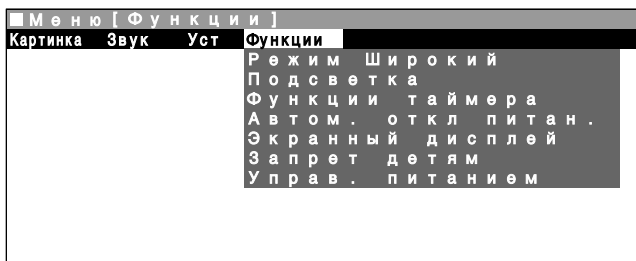 ■Меню[Функции]
Картинка Звук Уст Функции
Режим Широкий
Подсветка
Функции таймера
Автом. откл питан.
Экранный дисплей
Запрет детям
Управ. питанием